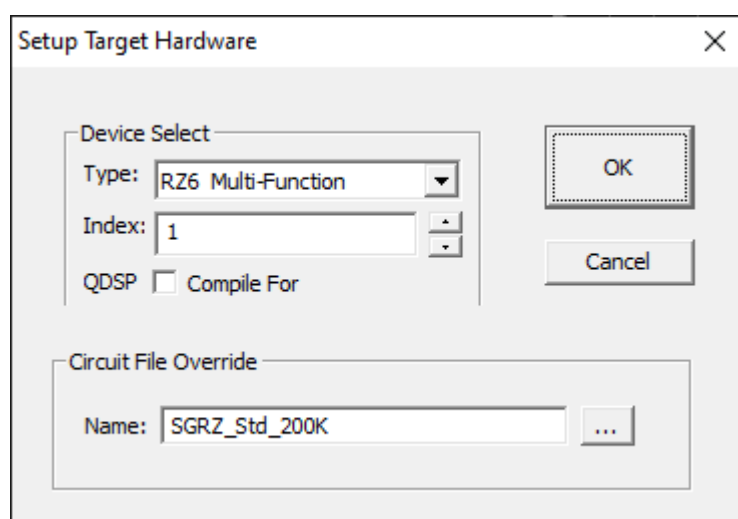 Setup Target Hardware
Device Select
Type: RZ6 Multi-Function
OK
Index: 1
Cancel
QDSP Compile For
Circuit File Override
Name: SGRZ_Std_200K ...